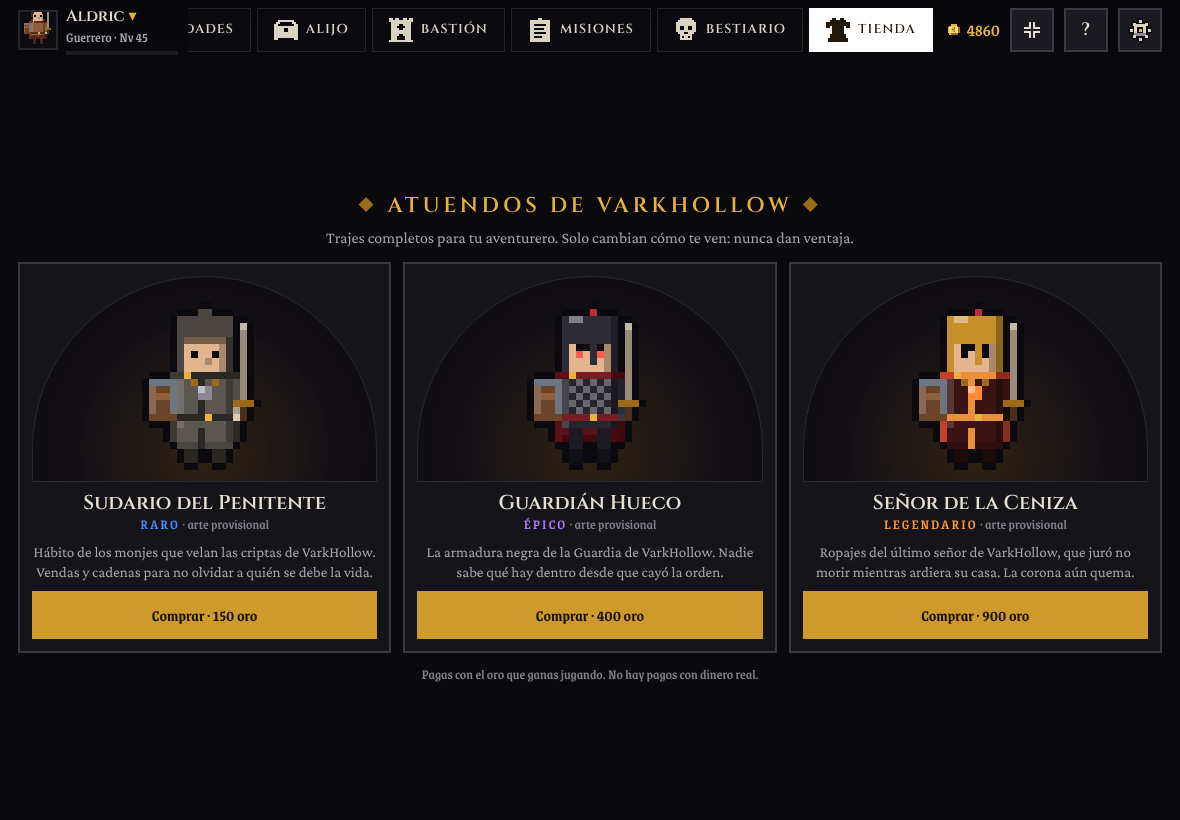 ALDRIC
Guerrero · Nv 45
DADES
ALIJO
BASTIÓN
MISIONES
BESTIARIO
TIENDA
4860
?
ATUENDOS DE VARKHOLLOW
Trajes completos para tu aventurero. Solo cambian cómo te ven: nunca dan ventaja.
SUDARIO DEL PENITENTE
RARO · arte provisional
Hábito de los monjes que velan las criptas de VarkHollow.
Vendas y cadenas para no olvidar a quién se debe la vida.
Comprar · 150 oro
GUARDIÁN HUECO
ÉPICO · arte provisional
La armadura negra de la Guardia de VarkHollow. Nadie
sabe qué hay dentro desde que cayó la orden.
Comprar · 400 oro
SEÑOR DE LA CENIZA
LEGENDARIO · arte provisional
Ropajes del último señor de VarkHollow, que juró no
morir mientras ardiera su casa. La corona aún quema.
Comprar · 900 oro
Pagas con el oro que ganas jugando. No hay pagos con dinero real.